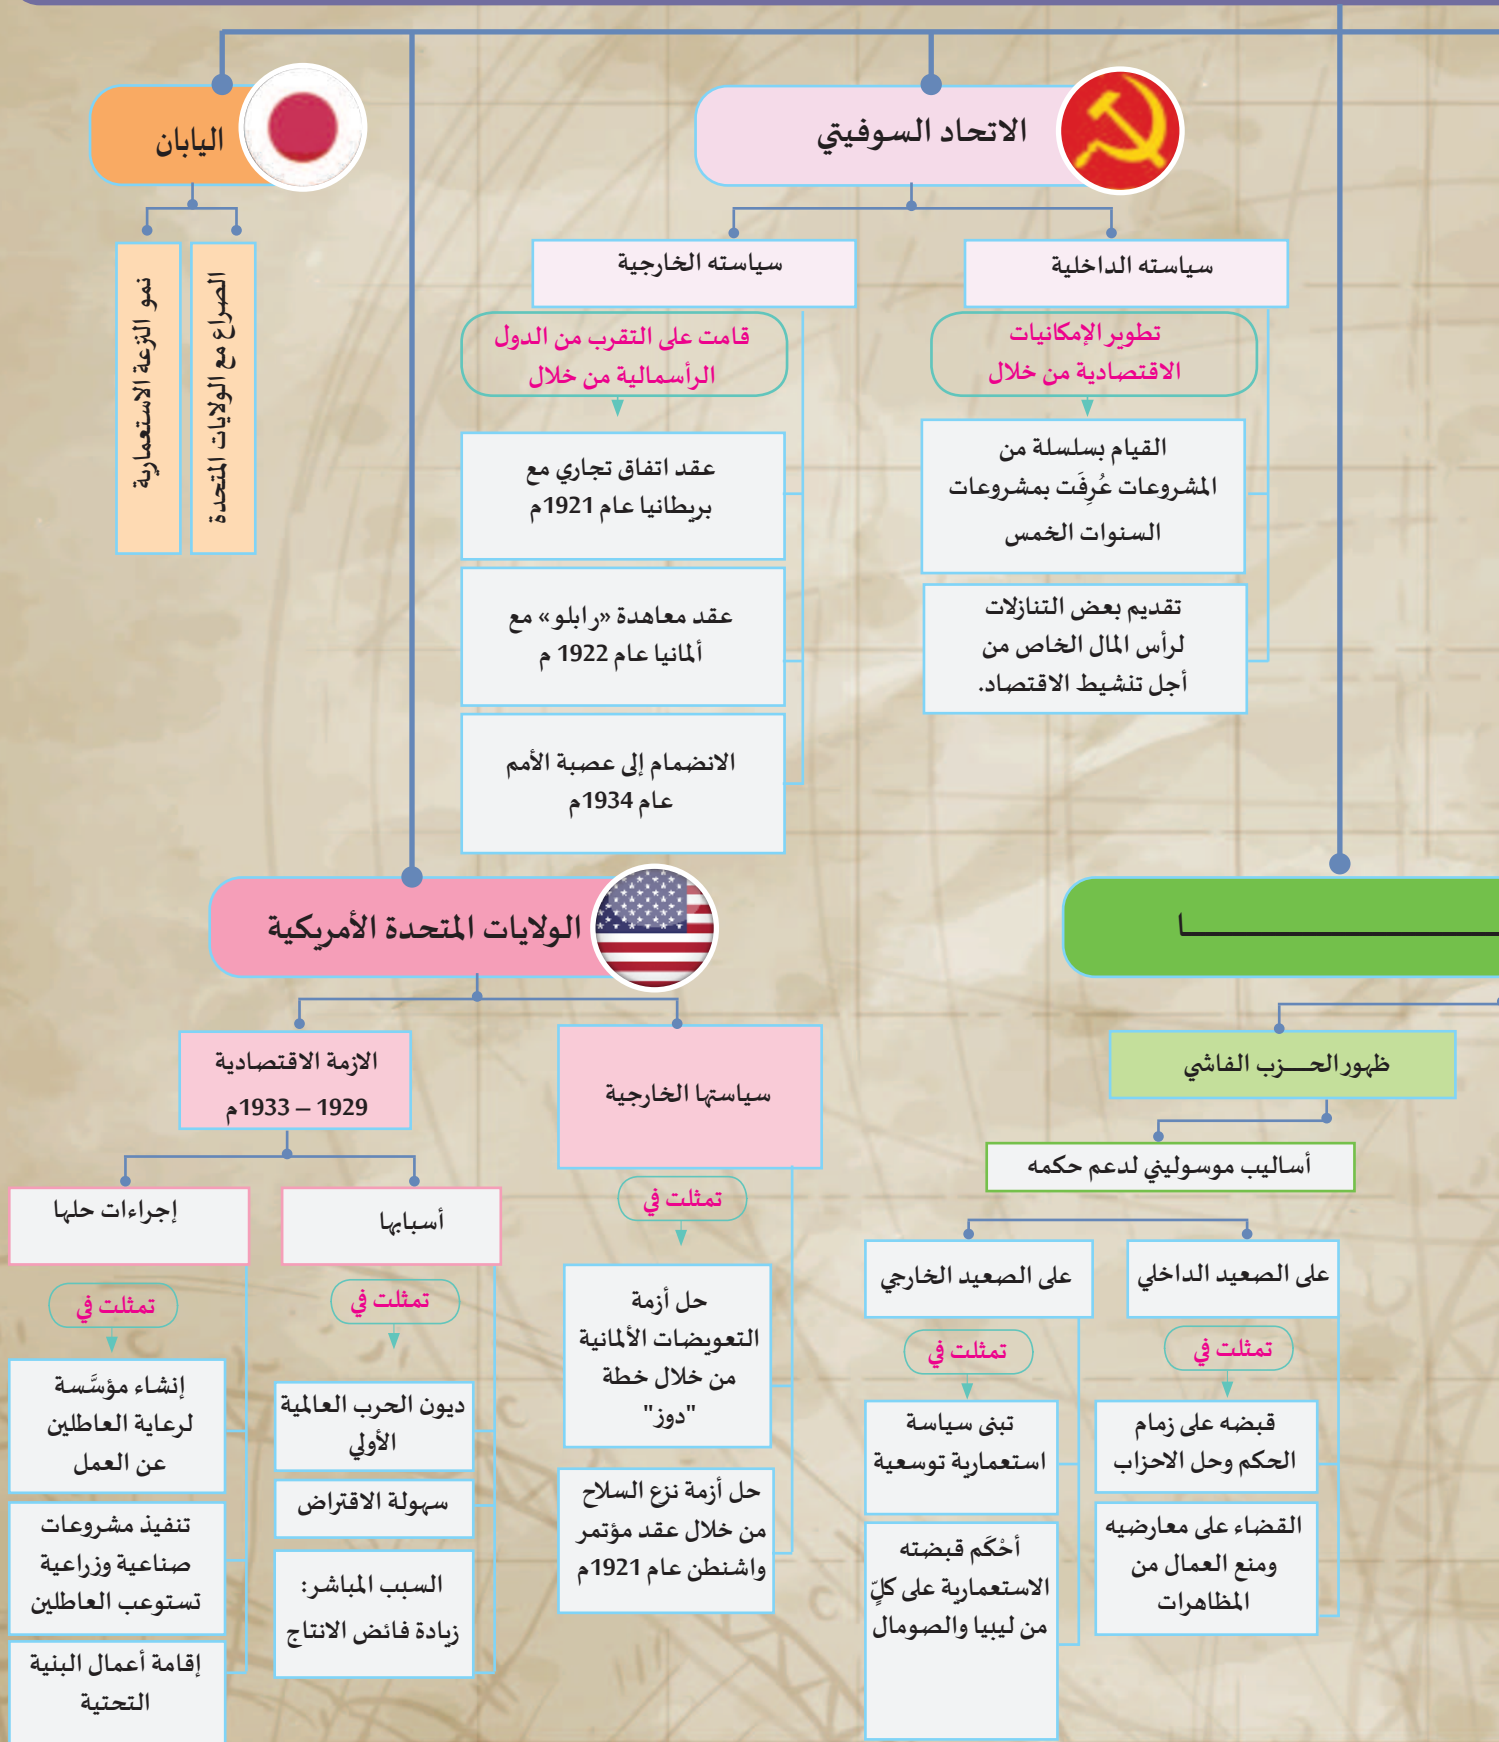 الاتحاد السوفيتي
سياسته الداخلية
تطوير الإمكانيات
الاقتصادية من خلال
القيام بسلسلة من
المشروعات عُرِفَت بمشروعات
السنوات الخمس
تقديم بعض التنازلات
لرأس المال الخاص من
أجل تنشيط الاقتصاد.
سياسته الخارجية
قامت على التقرب من الدول
الرأسمالية من خلال
عقد اتفاق تجاري مع
بريطانيا عام 1921م
عقد معاهدة «رابلو» مع
ألمانيا عام 1922 م
الانضمام إلى عصبة الأمم
عام 1934م
اليابان
الصراع مع الولايات المتحدة
نمو النزعة الاستعمارية
ـا
ظهور الحـــزب الفاشي
أساليب موسوليني لدعم حكمه
على الصعيد الداخلي
تمثلت في
قبضه على زمام
الحكم وحل الاحزاب
القضاء على معارضيه
ومنع العمال من
المظاهرات
على الصعيد الخارجي
تمثلت في
تبنى سياسة
استعمارية توسعية
أحْكَم قبضته
الاستعمارية على كلٍّ
من ليبيا والصومال
الولايات المتحدة الأمريكية
سياستها الخارجية
تمثلت في
حل أزمة
التعويضات الألمانية
من خلال خطة
"دوز"
حل أزمة نزع السلاح
من خلال عقد مؤتمر
واشنطن عام 1921م
الازمة الاقتصادية
1929 – 1933م
أسبابها
تمثلت في
ديون الحرب العالمية
الأولي
سهولة الاقتراض
السبب المباشر:
زيادة فائض الانتاج
إجراءات حلها
تمثلت في
إنشاء مؤسَّسة
لرعاية العاطلين
عن العمل
تنفيذ مشروعات
صناعية وزراعية
تستوعب العاطلين
إقامة أعمال البنية
التحتية